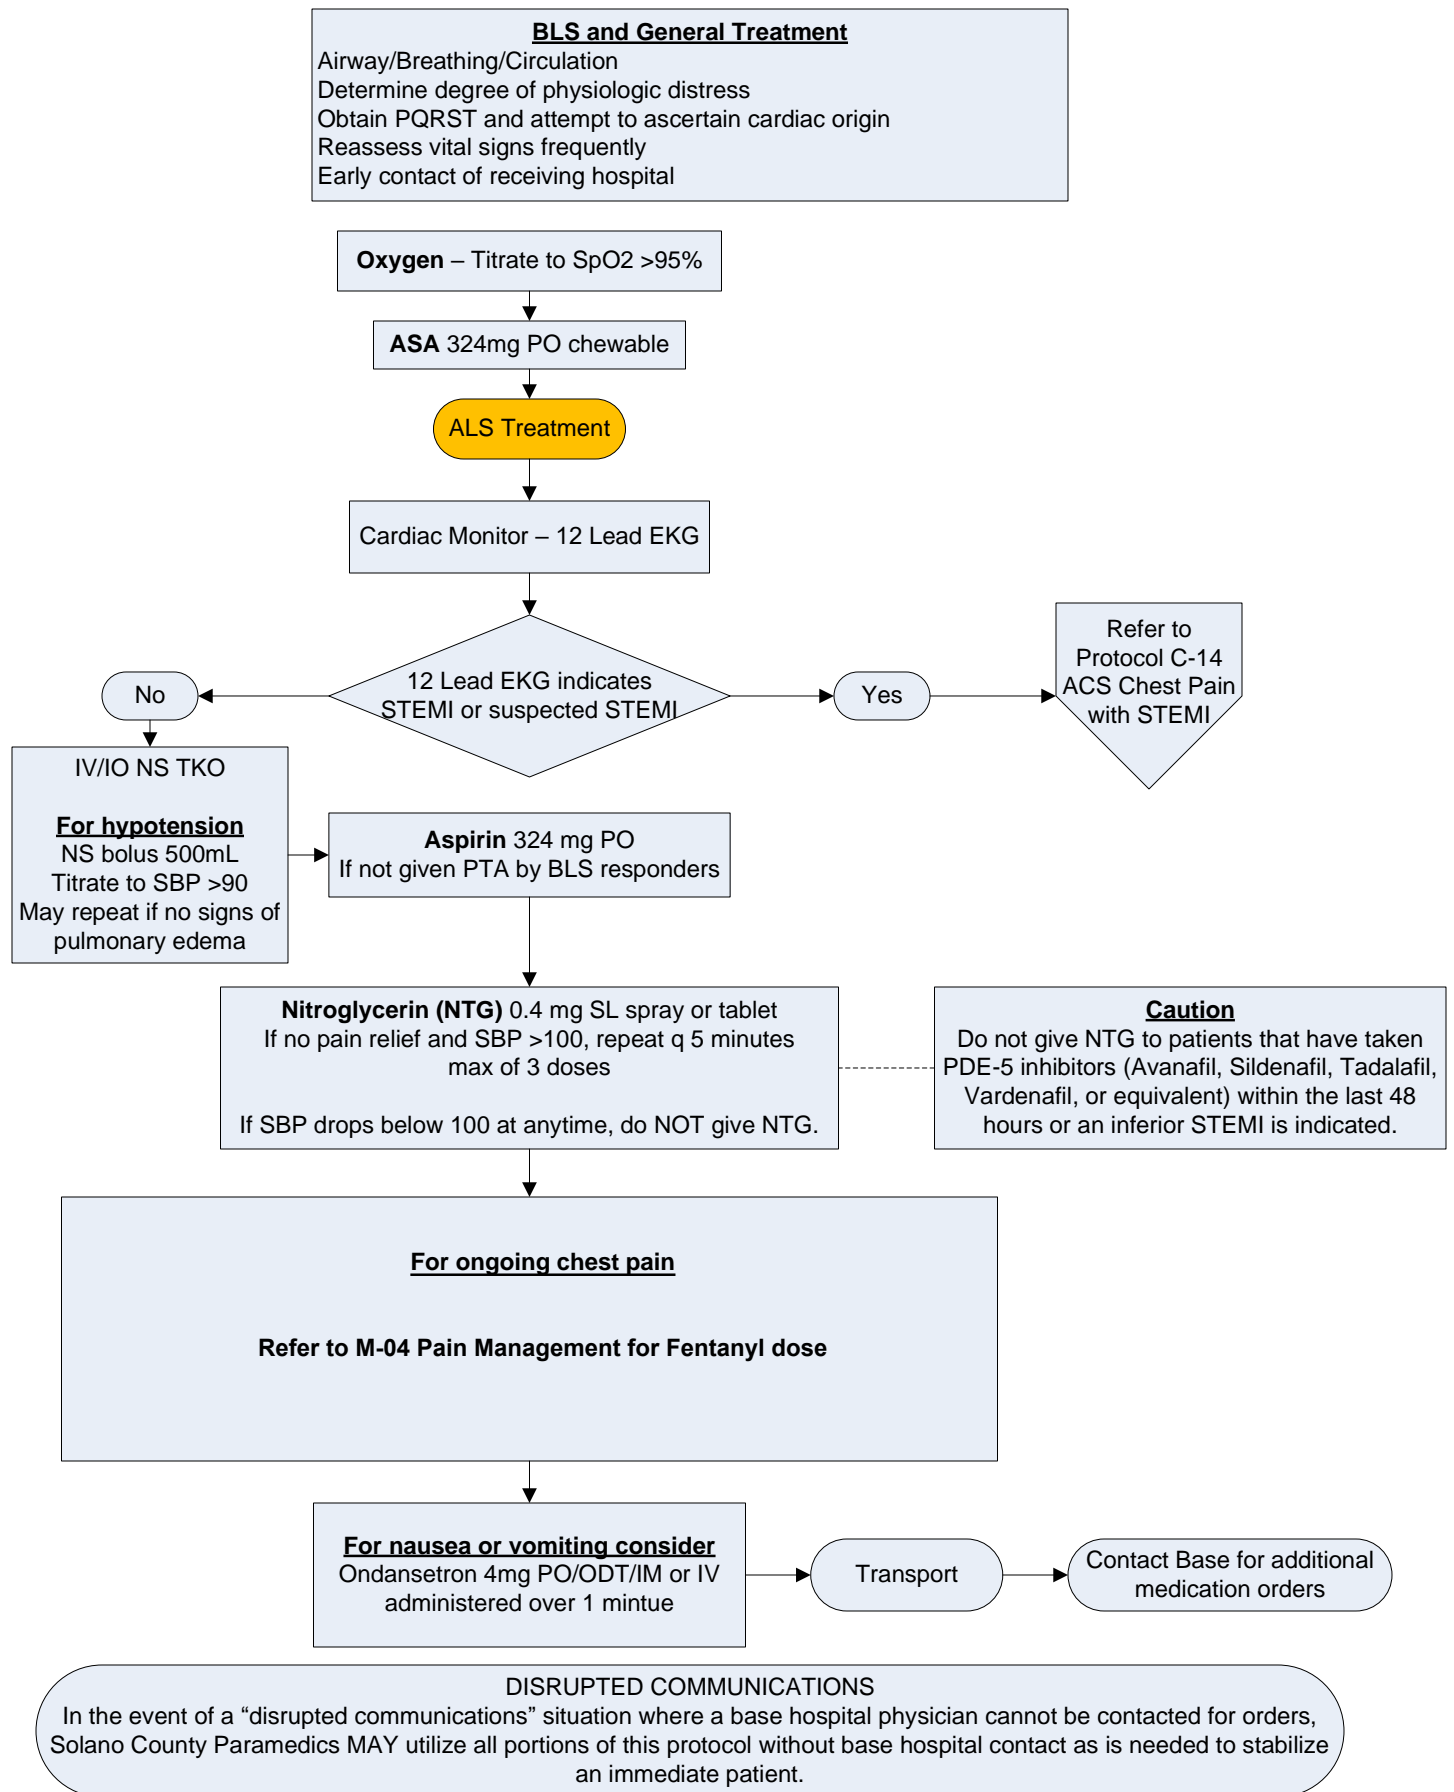 BLS and General Treatment
Airway/Breathing/Circulation
Determine degree of physiologic distress
Obtain PQRST and attempt to ascertain cardiac origin
Reassess vital signs frequently
Early contact of receiving hospital
Oxygen – Titrate to SpO2 >95%
ASA 324mg PO chewable
ALS Treatment
Cardiac Monitor – 12 Lead EKG
12 Lead EKG indicates
STEMI or suspected STEMI
No
Yes
Refer to
Protocol C-14
ACS Chest Pain
with STEMI
IV/IO NS TKO
For hypotension
NS bolus 500mL
Titrate to SBP >90
May repeat if no signs of
pulmonary edema
Aspirin 324 mg PO
If not given PTA by BLS responders
Nitroglycerin (NTG) 0.4 mg SL spray or tablet
If no pain relief and SBP >100, repeat q 5 minutes
max of 3 doses
If SBP drops below 100 at anytime, do NOT give NTG.
Caution
Do not give NTG to patients that have taken
PDE-5 inhibitors (Avanafil, Sildenafil, Tadalafil,
Vardenafil, or equivalent) within the last 48
hours or an inferior STEMI is indicated.
For ongoing chest pain
Refer to M-04 Pain Management for Fentanyl dose
For nausea or vomiting consider
Ondansetron 4mg PO/ODT/IM or IV
administered over 1 mintue
Transport
Contact Base for additional
medication orders
DISRUPTED COMMUNICATIONS
In the event of a “disrupted communications” situation where a base hospital physician cannot be contacted for orders,
Solano County Paramedics MAY utilize all portions of this protocol without base hospital contact as is needed to stabilize
an immediate patient.